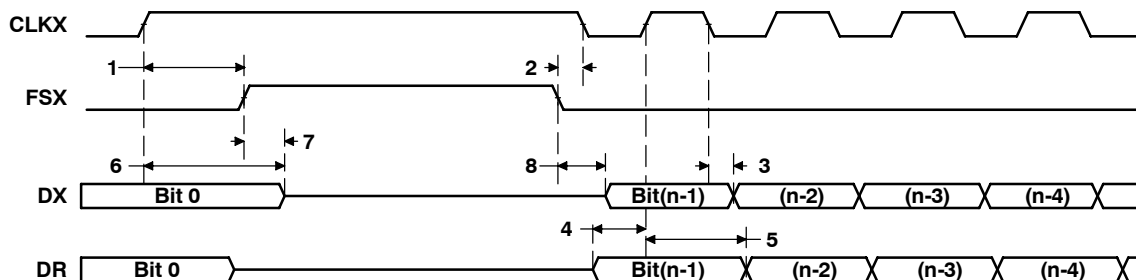 CLKX
1 2
FSX
7
6 8 3
DX Bit 0 Bit(n-1) (n-2) (n-3) (n-4)
4 5
DR Bit 0 Bit(n-1) (n-2) (n-3) (n-4)